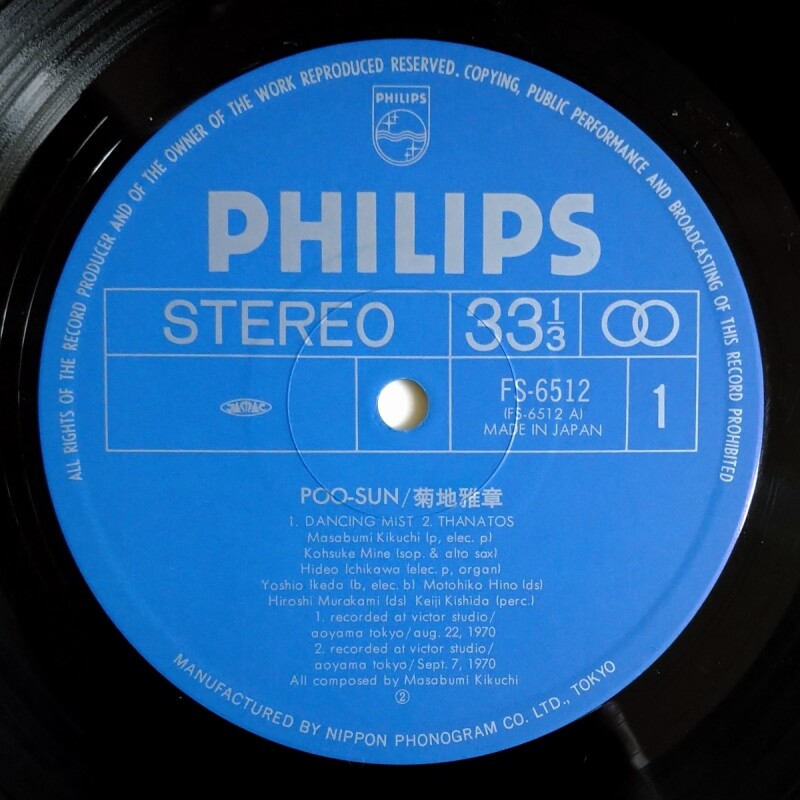 ALL RIGHTS OF THE RECORD PRODUCER AND OF THE OWNER OF THE WORK REPRODUCED RESERVED. COPYING, PUBLIC PERFORMANCE AND BROADCASTING OF THIS RECORD PROHIBITED
PHILIPS
PHILIPS
STEREO 33 1/3
JASRAC
FS-6512
(FS-6512 A)
MADE IN JAPAN
1
POO-SUN/菊地雅章
1. DANCING MIST 2. THANATOS
Masabumi Kikuchi (p, elec. p)
Kohsuke Mine (sop. & alto sax)
Hideo Ichikawa (elec. p, organ)
Yoshio Ikeda (b, elec. b) Motohiko Hino (ds)
Hiroshi Murakami (ds) Keiji Kishida (perc.)
1. recorded at victor studio/
aoyama tokyo/aug. 22, 1970
2. recorded at victor studio/
aoyama tokyo/Sept. 7, 1970
All composed by Masabumi Kikuchi
②
MANUFACTURED BY NIPPON PHONOGRAM CO. LTD., TOKYO